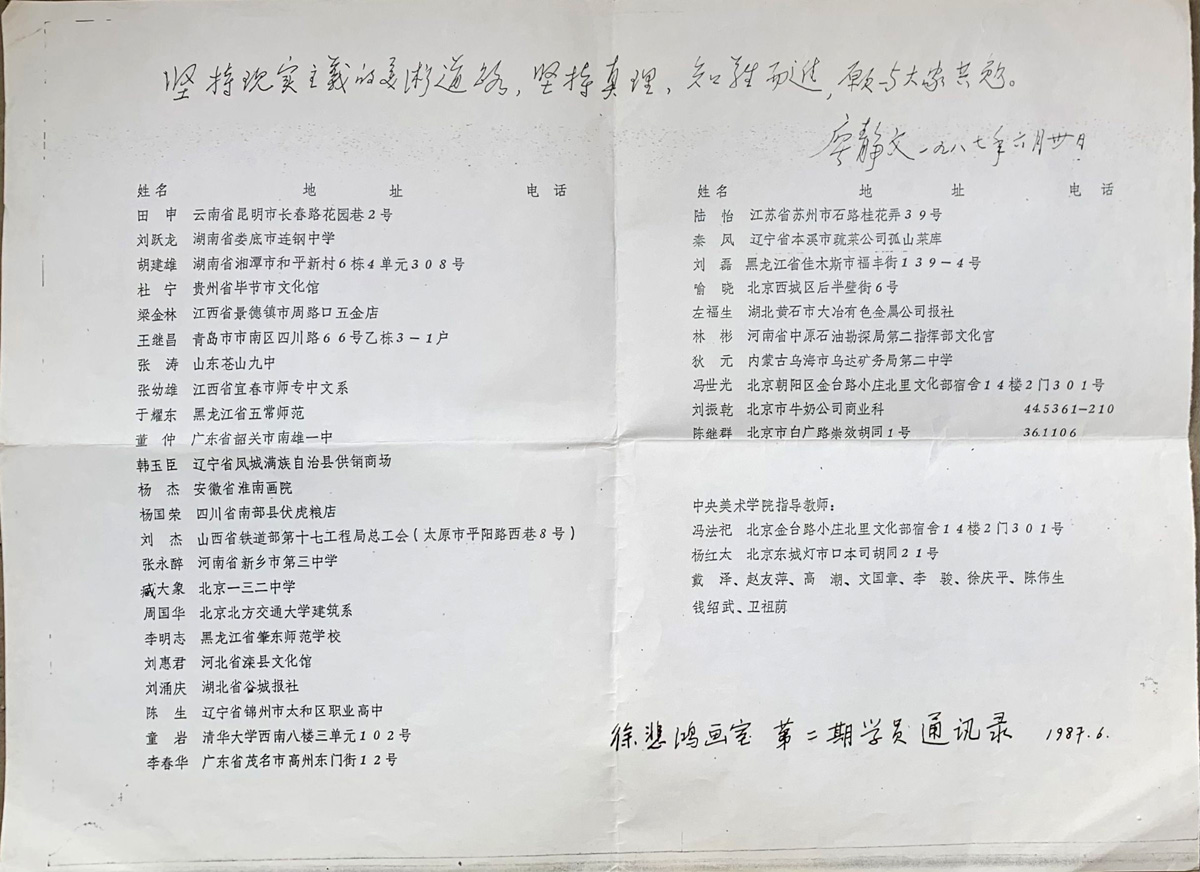 坚持现实主義的美術道路，坚持真理，知难而进，願与大家共勉。
廖静文 一九八七年六月廿日
姓名 地 址 电 话
田 申 云南省昆明市长春路花园巷2号
刘跃龙 湖南省娄底市连钢中学
胡建雄 湖南省湘潭市和平新村6栋4单元308号
杜 宁 贵州省毕节市文化馆
梁金林 江西省景德镇市周路口五金店
王继昌 青岛市市南区四川路66号乙栋3-1户
张 涛 山东苍山九中
张幼雄 江西省宜春市师专中文系
于耀东 黑龙江省五常师范
董 仲 广东省韶关市南雄一中
韩玉臣 辽宁省凤城满族自治县供销商场
杨 杰 安徽省淮南画院
杨国荣 四川省南部县伏虎粮店
刘 杰 山西省铁道部第十七工程局总工会(太原市平阳路西巷8号)
张永醉 河南省新乡市第三中学
臧大象 北京一三二中学
周国华 北京北方交通大学建筑系
李明志 黑龙江省肇东师范学校
刘惠君 河北省滦县文化馆
刘涌庆 湖北省谷城报社
陈 生 辽宁省锦州市太和区职业高中
童 岩 清华大学西南八楼三单元102号
李春华 广东省茂名市高州东门街12号
姓名 地 址 电 话
陆 怡 江苏省苏州市石路桂花弄39号
秦 凤 辽宁省本溪市蔬菜公司孤山菜库
刘 磊 黑龙江省佳木斯市福丰街139-4号
喻 晓 北京西城区后半壁街6号
左福生 湖北黄石市大冶有色金属公司报社
林 彬 河南省中原石油勘探局第二指挥部文化宫
狄 元 内蒙古乌海市乌达矿务局第二中学
冯世光 北京朝阳区金台路小庄北里文化部宿舍14楼2门301号
刘振乾 北京市牛奶公司商业科 44.5361-210
陈继群 北京市白广路崇效胡同1号 36.1106
中央美术学院指导教师:
冯法祀 北京金台路小庄北里文化部宿舍14楼2门301号
杨红太 北京东城灯市口本司胡同21号
戴 泽、赵友萍、高 潮、文国章、李 骏、徐庆平、陈伟生
钱绍武、卫祖荫
徐悲鸿画室 第二期学员通讯录 1987.6.